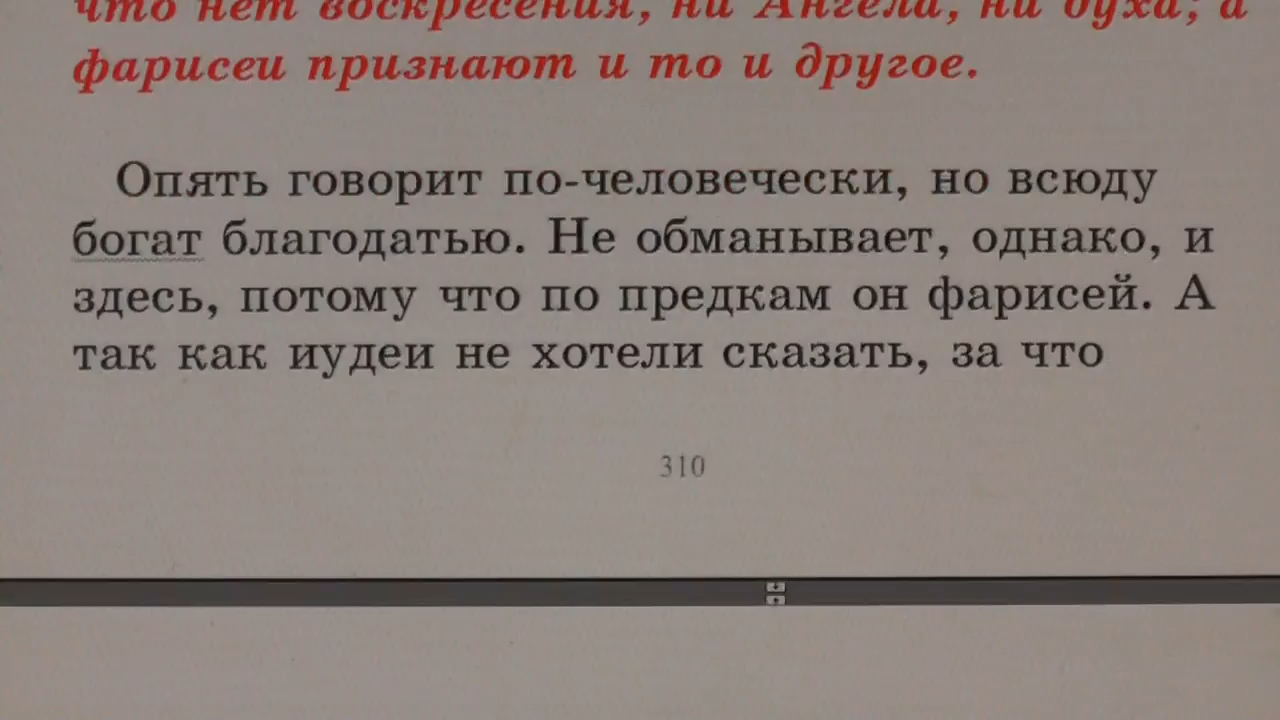 что нет воскресения, ни Ангела, ни духа; а
фарисеи признают и то и другое.
Опять говорит по-человечески, но всюду
богат благодатью. Не обманывает, однако, и
здесь, потому что по предкам он фарисей. А
так как иудеи не хотели сказать, за что
310